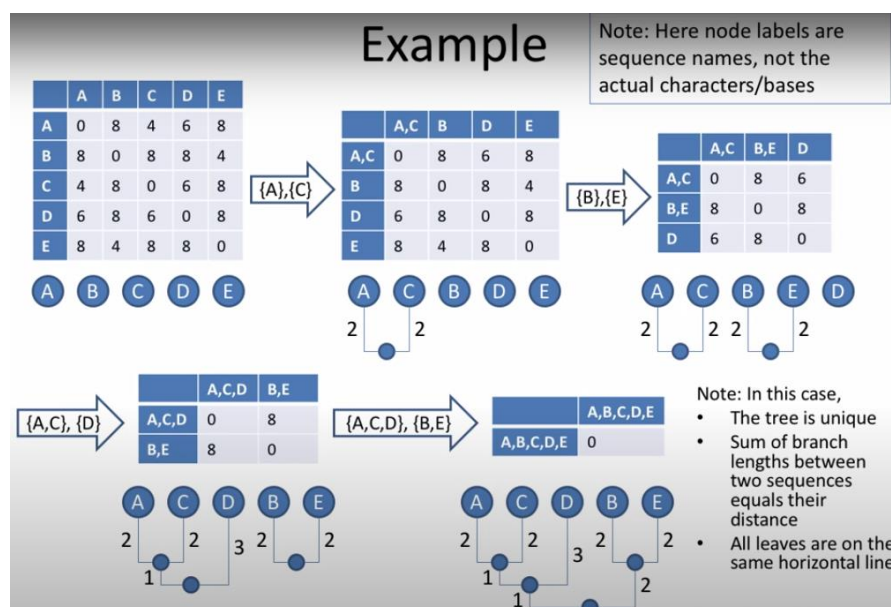 Example
Note: Here node labels are
sequence names, not the
actual characters/bases
A B C D E
A 0 8 4 6 8
B 8 0 8 8 4
C 4 8 0 6 8
D 6 8 6 0 8
E 8 4 8 8 0
{A},{C}
A,C B D E
A,C 0 8 6 8
B 8 0 8 4
D 6 8 0 8
E 8 4 8 0
{B},{E}
A,C B,E D
A,C 0 8 6
B,E 8 0 8
D 6 8 0
A B C D E
A C B D E
2 2
A C B E D
2 2 2 2
{A,C}, {D}
A,C,D B,E
A,C,D 0 8
B,E 8 0
{A,C,D}, {B,E}
A,B,C,D,E
A,B,C,D,E 0
Note: In this case,
• The tree is unique
• Sum of branch
lengths between
two sequences
equals their
distance
• All leaves are on the
same horizontal line
A C D B E
2 2 3 2 2
1
A C D B E
2 2 3 2 2
1 2
1